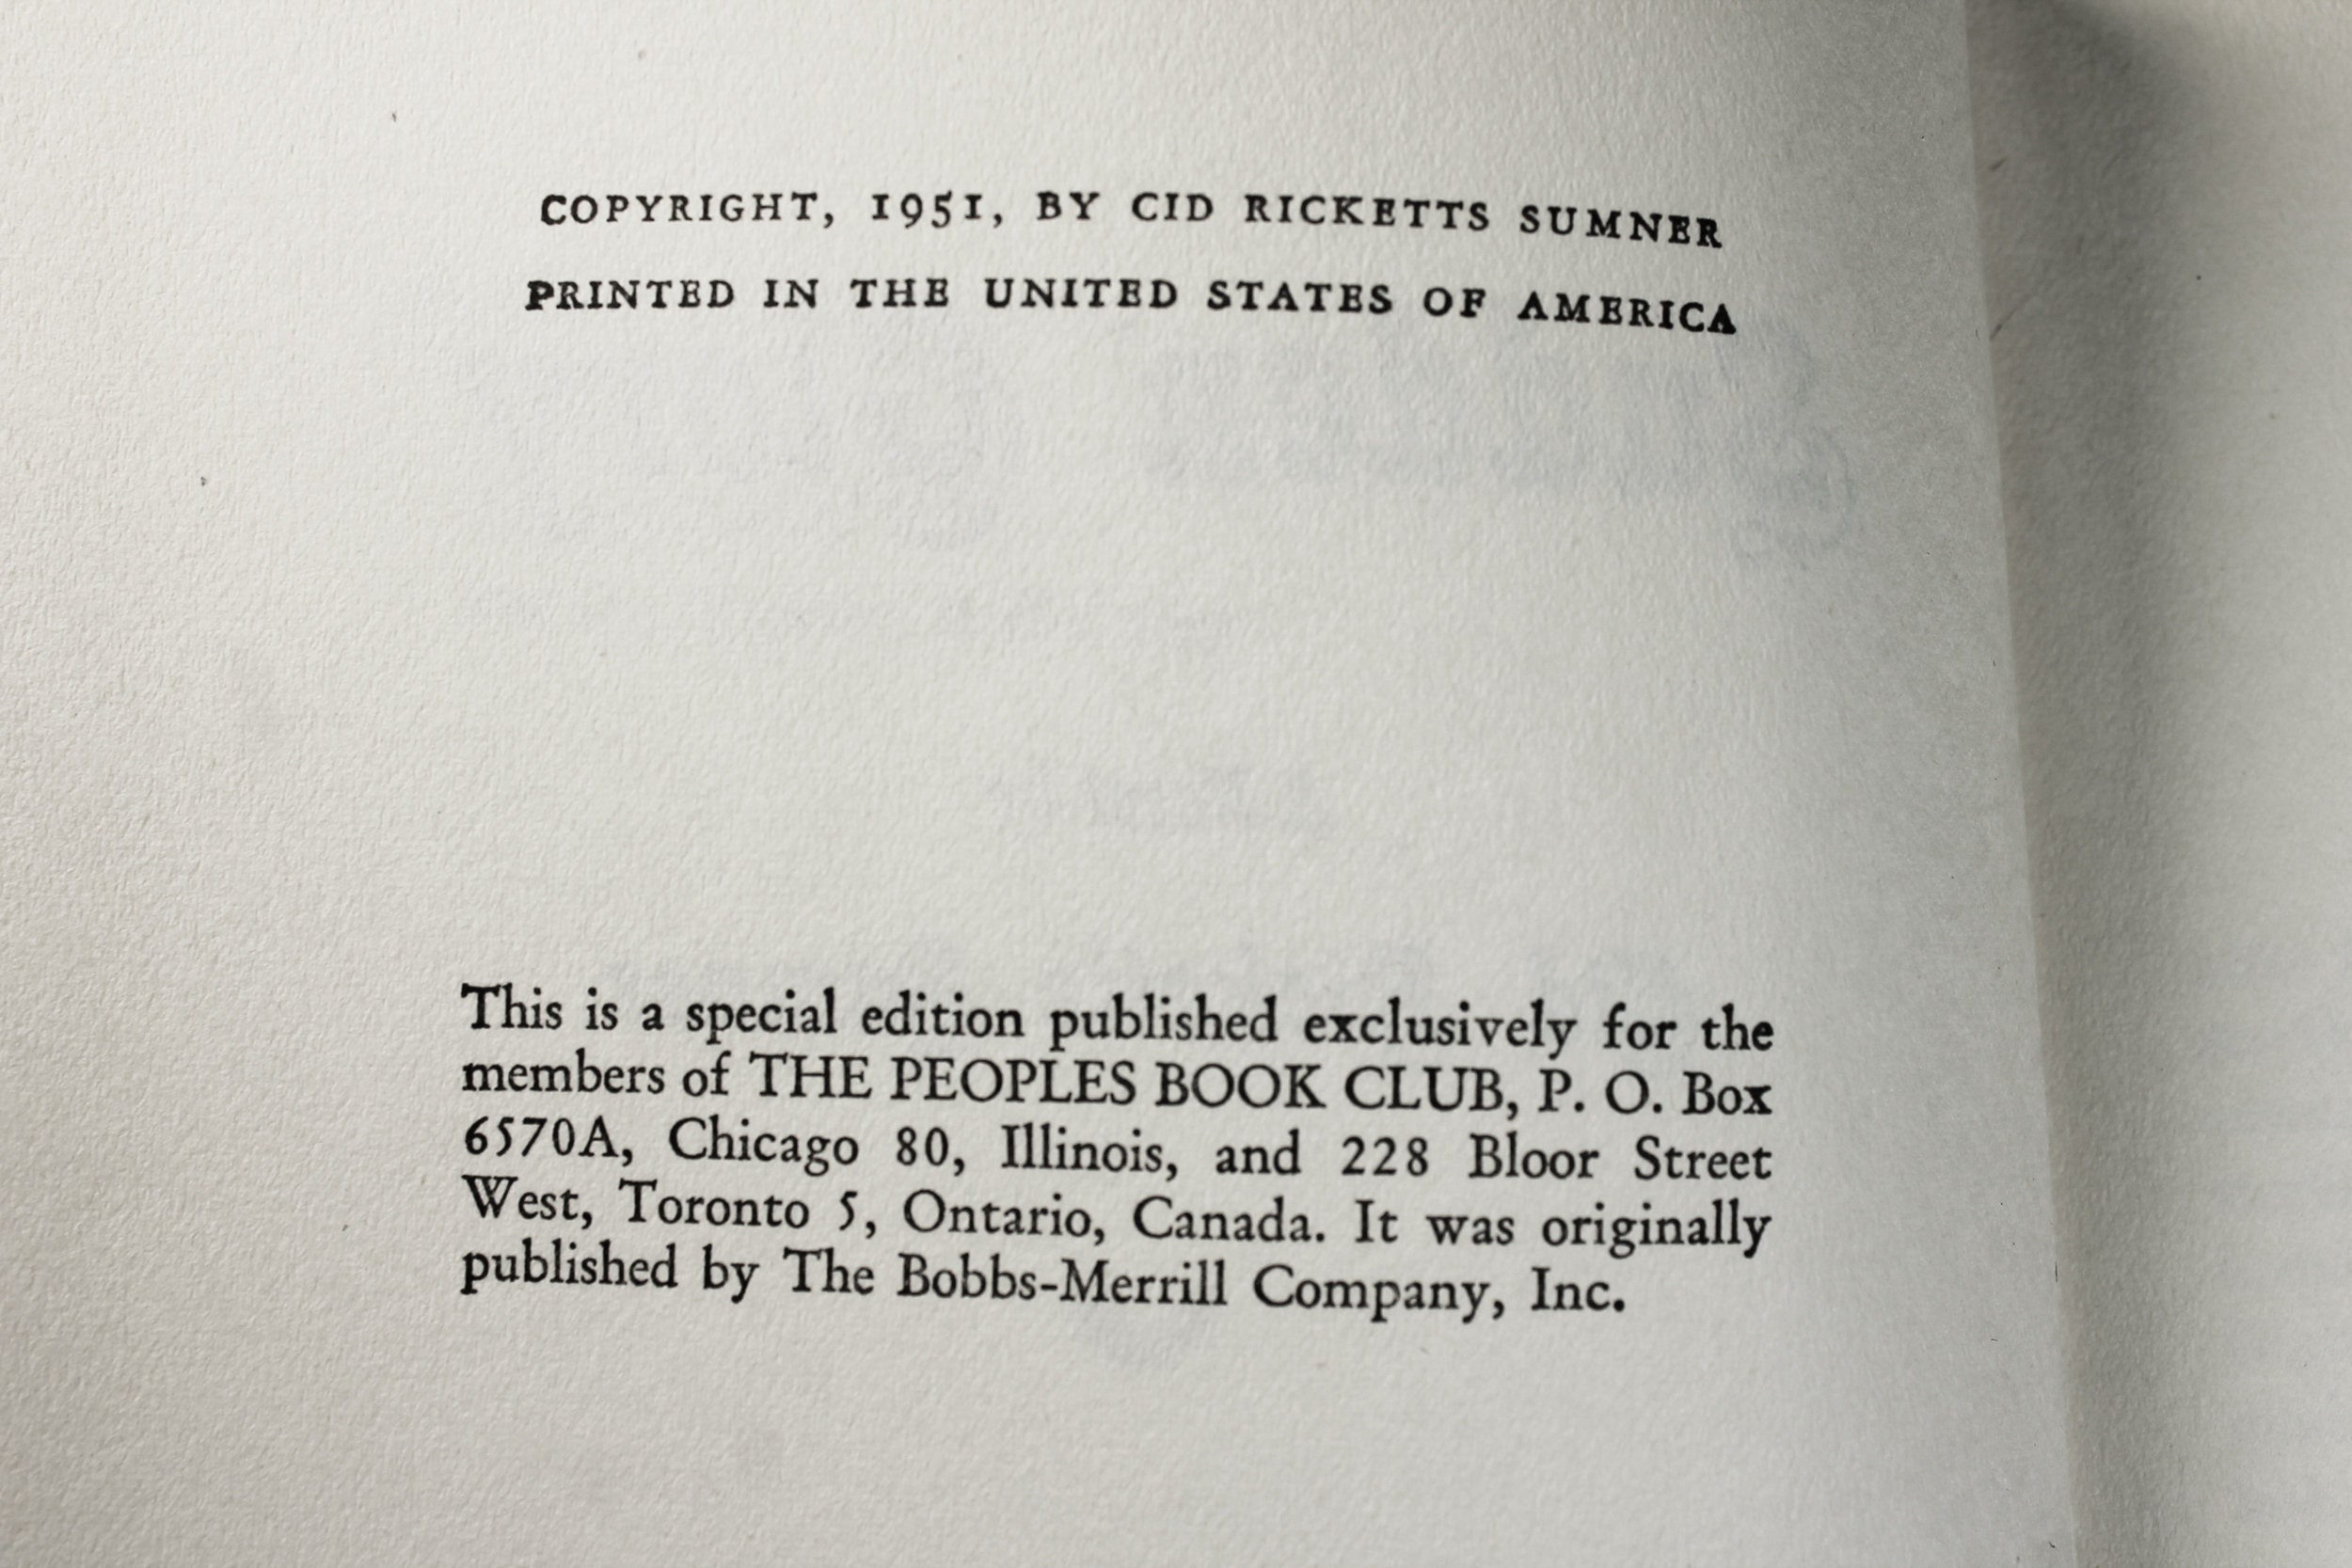 COPYRIGHT, 1951, BY CID RICKETTS SUMNER
PRINTED IN THE UNITED STATES OF AMERICA
This is a special edition published exclusively for the
members of THE PEOPLES BOOK CLUB, P. O. Box
6570A, Chicago 80, Illinois, and 228 Bloor Street
West, Toronto 5, Ontario, Canada. It was originally
published by The Bobbs-Merrill Company, Inc.